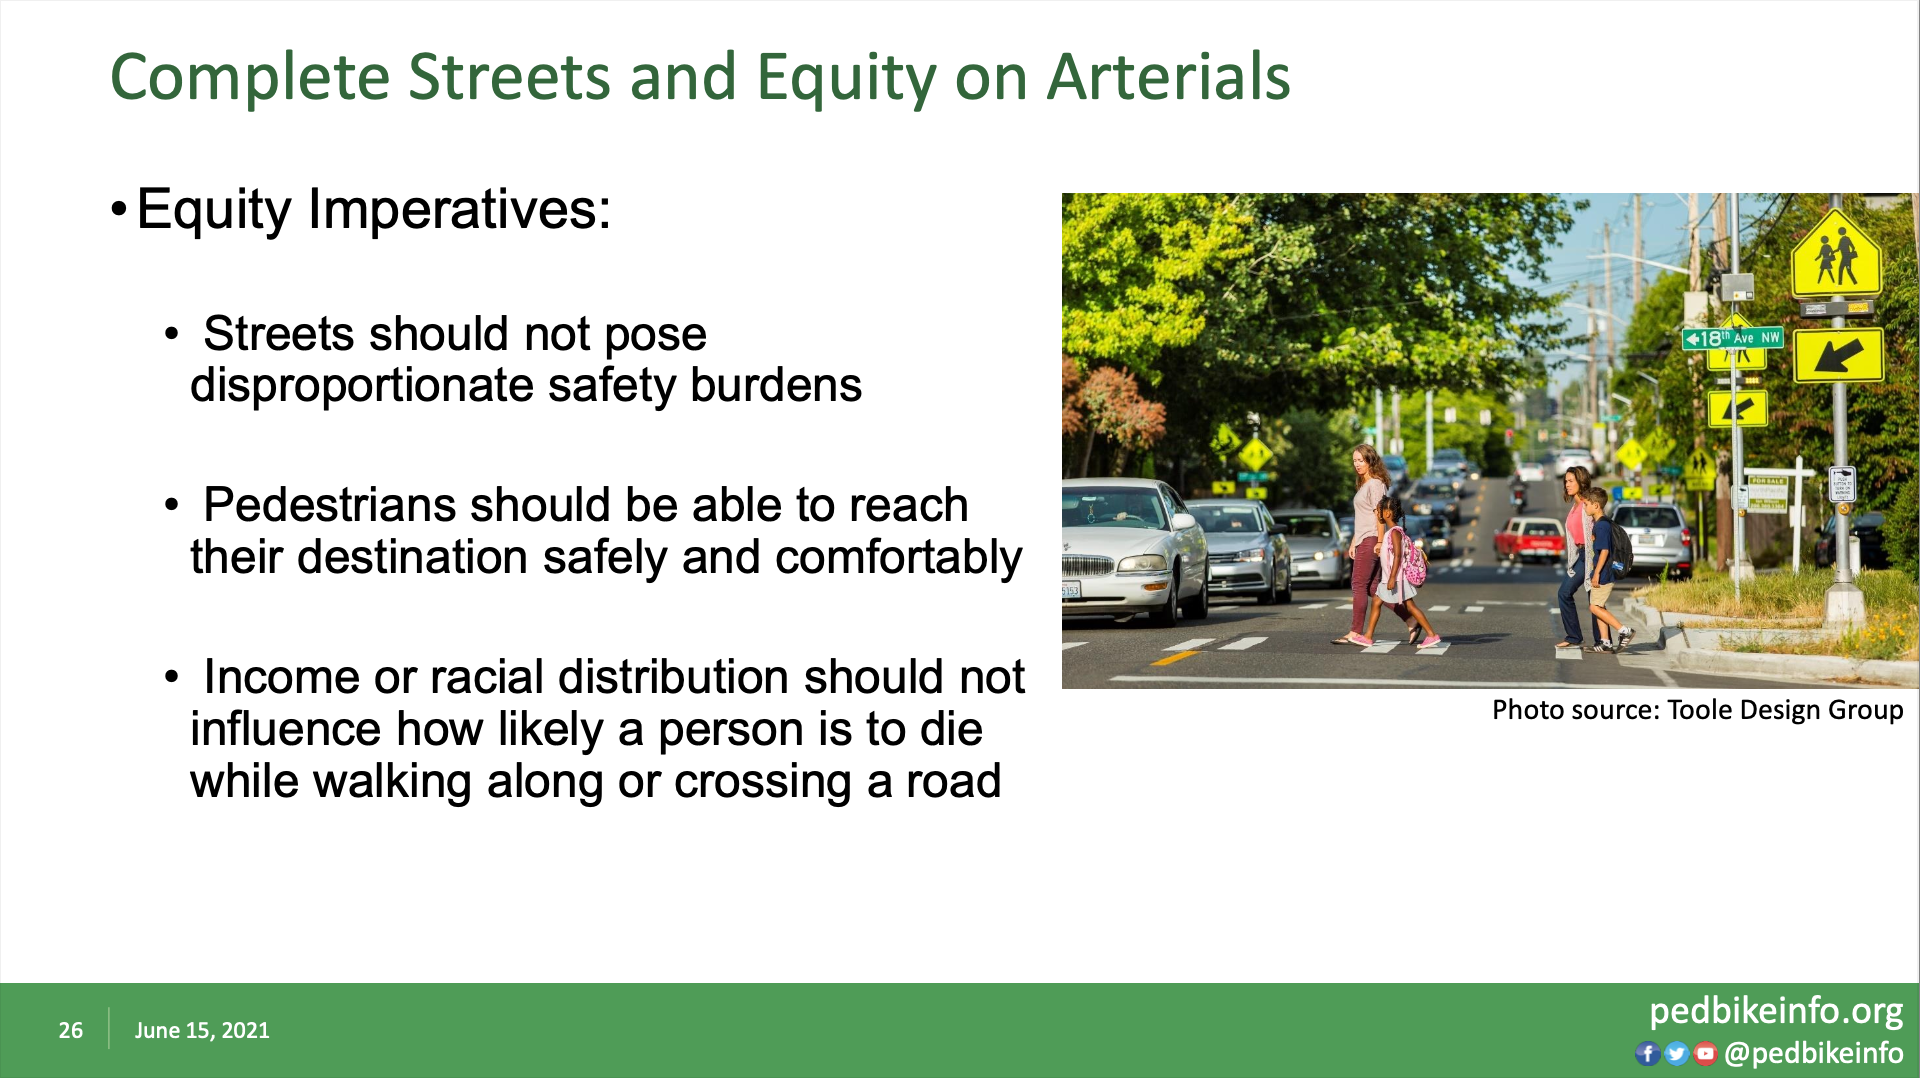 Complete Streets and Equity on Arterials
• Equity Imperatives:
• Streets should not pose
disproportionate safety burdens
• Pedestrians should be able to reach
their destination safely and comfortably
• Income or racial distribution should not
influence how likely a person is to die
while walking along or crossing a road
18th Ave NW
FOR SALE
Photo source: Toole Design Group
26
June 15, 2021
pedbikeinfo.org
@pedbikeinfo